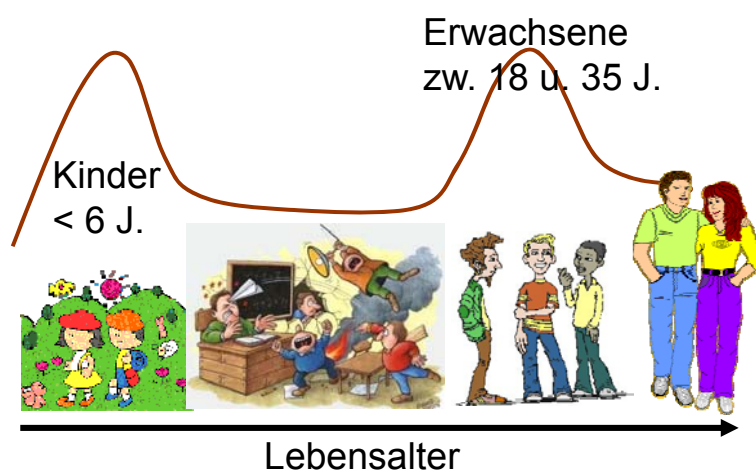 Erwachsene
zw. 18 u. 35 J.
Kinder
< 6 J.
Lebensalter